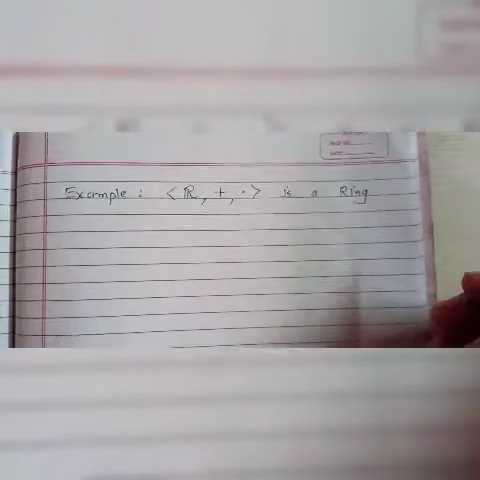 Example : < ℝ, +, · > is a Ring